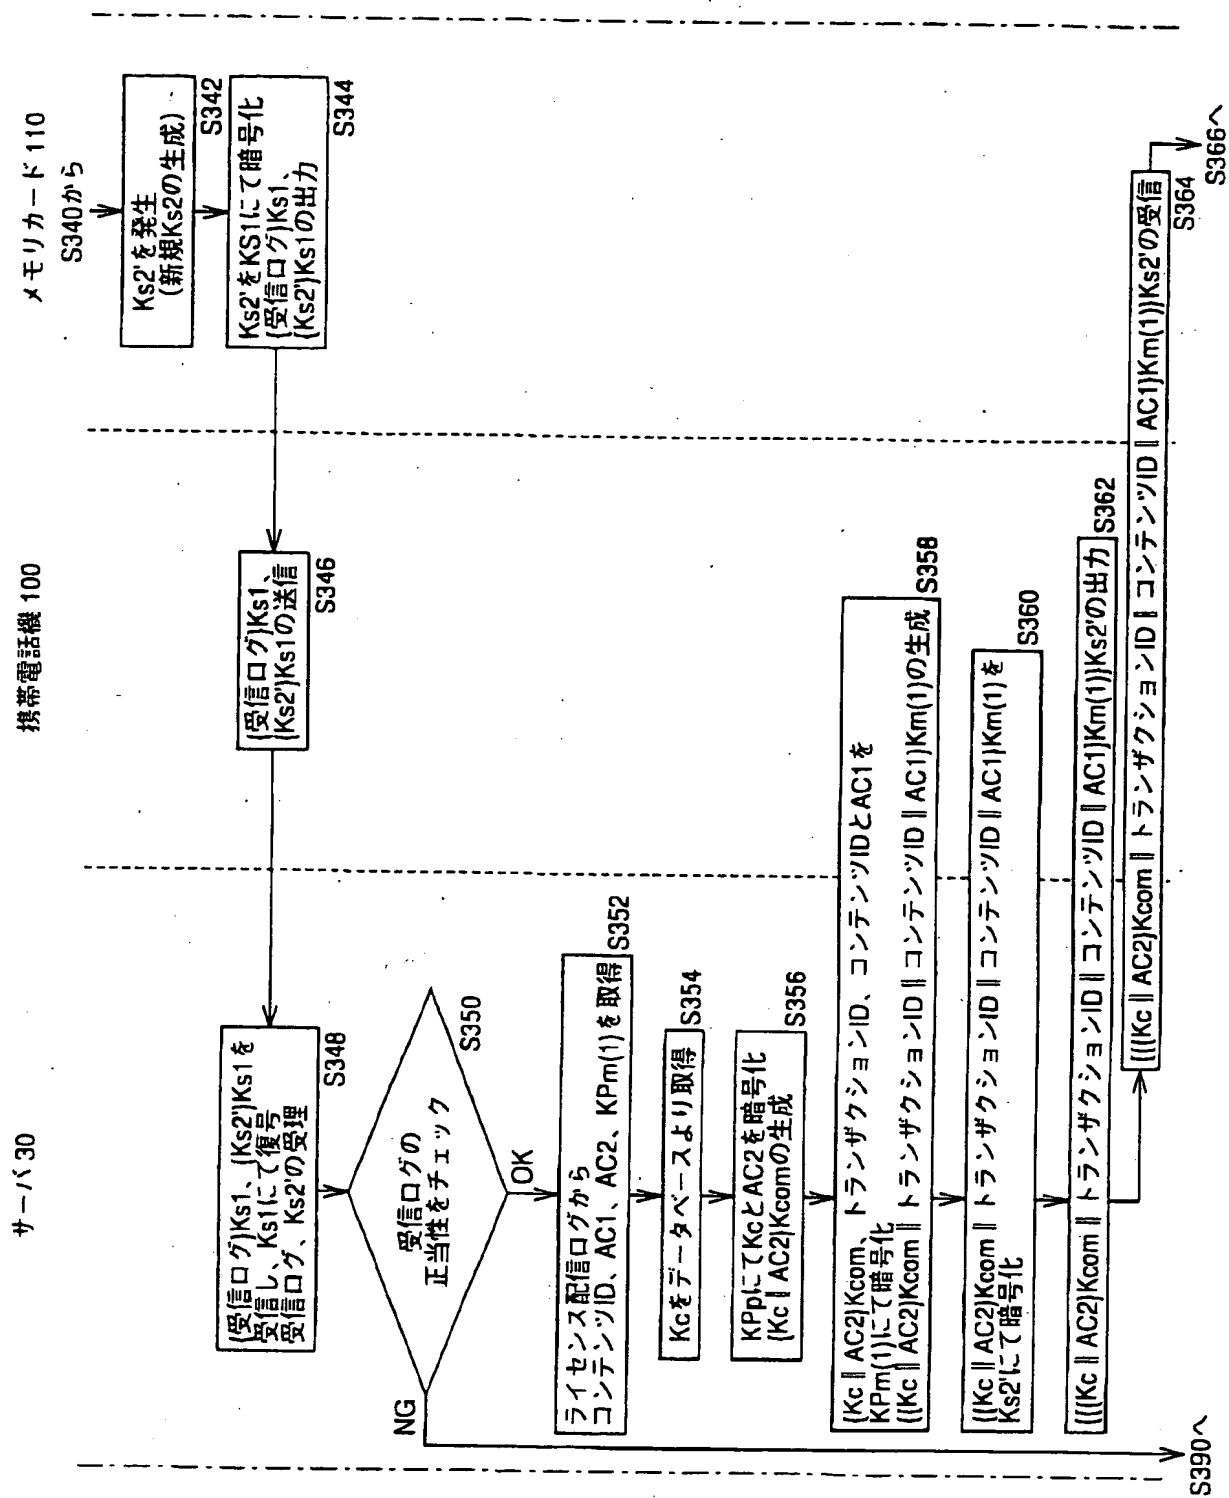 サーバ30
携帯電話機 100
メモリカード 110
S340から
Ks2'を発生
(新規Ks2の生成)
S342
Ks2'をKS1にて暗号化
{受信ログ}Ks1、
{Ks2'}Ks1の出力
S344
{受信ログ}Ks1、
{Ks2'}Ks1の送信
S346
{受信ログ}Ks1、{Ks2'}Ks1を
受信し、Ks1にて復号
受信ログ、Ks2'の受理
S348
受信ログの
正当性をチェック
S350
NG
OK
ライセンス配信ログから
コンテンツID、AC1、AC2、KPm(1)を取得
S352
Kcをデータベースより取得
S354
KPpにてKcとAC2を暗号化
{Kc∥AC2}Kcomの生成
S356
{Kc∥AC2}Kcom、トランザクションID、コンテンツIDとAC1を
KPm(1)にて暗号化
{{Kc∥AC2}Kcom∥トランザクションID∥コンテンツID∥AC1}Km(1)の生成
S358
{{Kc∥AC2}Kcom∥トランザクションID∥コンテンツID∥AC1}Km(1)を
Ks2'にて暗号化
S360
{{{Kc∥AC2}Kcom∥トランザクションID∥コンテンツID∥AC1}Km(1)}Ks2'の出力
S362
{{{Kc∥AC2}Kcom∥トランザクションID∥コンテンツID∥AC1}Km(1)}Ks2'の受信
S364
S366へ
S390へ